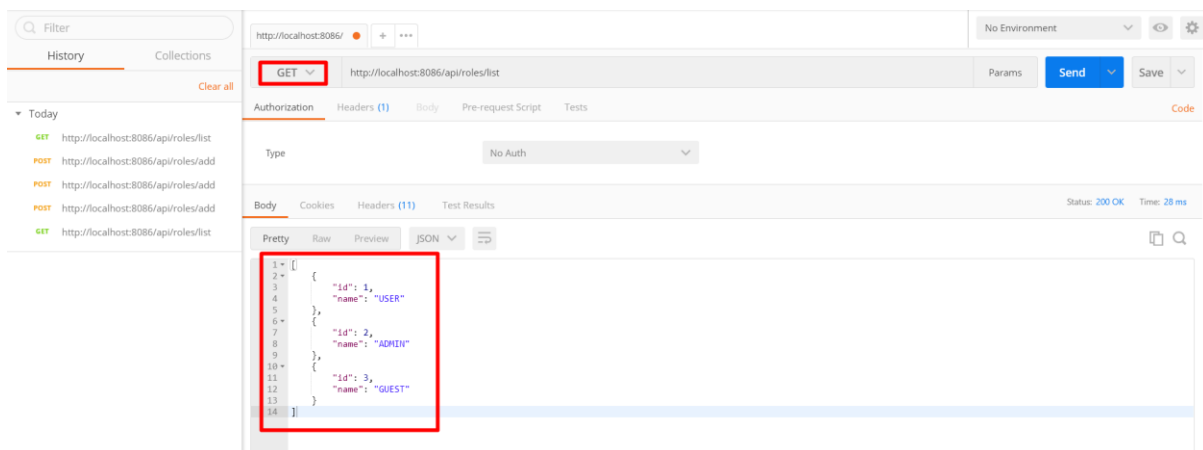 Filter
History Collections
Clear all
Today
GET http://localhost:8086/api/roles/list
POST http://localhost:8086/api/roles/add
POST http://localhost:8086/api/roles/add
POST http://localhost:8086/api/roles/add
GET http://localhost:8086/api/roles/list
http://localhost:8086/ + •••
No Environment
GET http://localhost:8086/api/roles/list Params Send Save
Authorization Headers (1) Body Pre-request Script Tests Code
Type No Auth
Body Cookies Headers (11) Test Results Status: 200 OK Time: 28 ms
Pretty Raw Preview JSON
1 [
2 {
3 "id": 1,
4 "name": "USER"
5 },
6 {
7 "id": 2,
8 "name": "ADMIN"
9 },
10 {
11 "id": 3,
12 "name": "GUEST"
13 }
14 ]